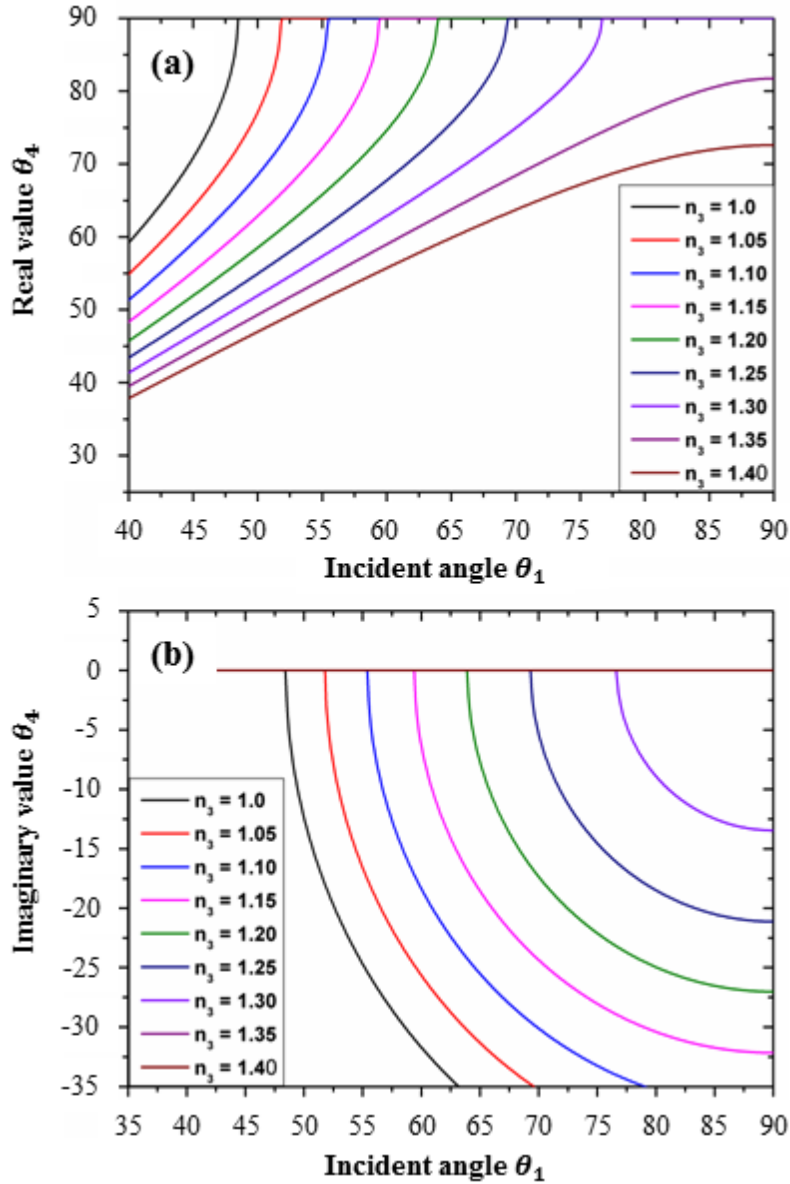 (a)
Real value θ₄
90
80
70
60
50
40
30
n₃ = 1.0
n₃ = 1.05
n₃ = 1.10
n₃ = 1.15
n₃ = 1.20
n₃ = 1.25
n₃ = 1.30
n₃ = 1.35
n₃ = 1.40
40 45 50 55 60 65 70 75 80 85 90
Incident angle θ₁
(b)
Imaginary value θ₄
5
0
-5
-10
-15
-20
-25
-30
-35
n₃ = 1.0
n₃ = 1.05
n₃ = 1.10
n₃ = 1.15
n₃ = 1.20
n₃ = 1.25
n₃ = 1.30
n₃ = 1.35
n₃ = 1.40
35 40 45 50 55 60 65 70 75 80 85 90
Incident angle θ₁